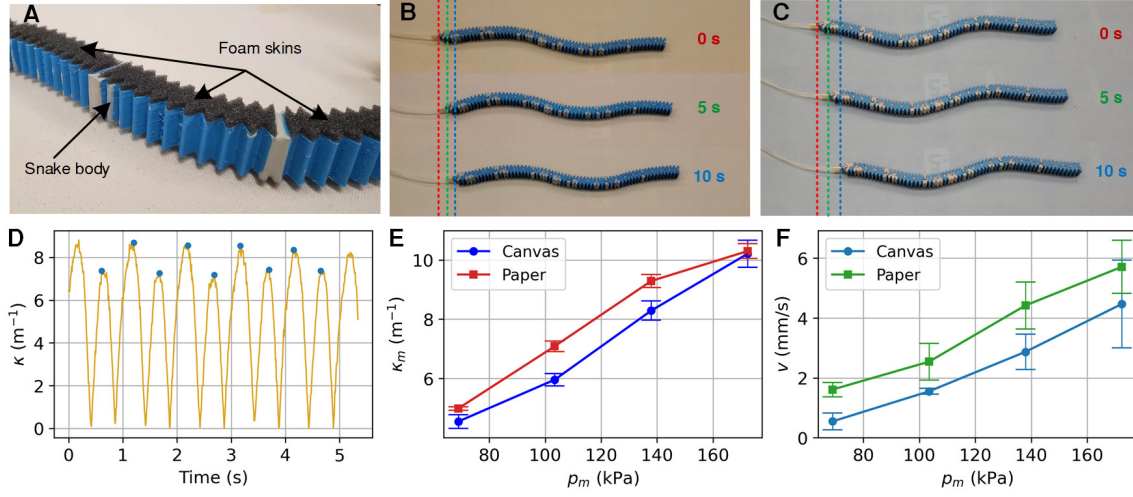 A
Foam skins
Snake body
B
0 s
5 s
10 s
C
0 s
5 s
10 s
D
8
6
4
2
0
κ (m⁻¹)
0 1 2 3 4 5
Time (s)
E
Canvas
Paper
10
8
6
κₘ (m⁻¹)
80 100 120 140 160
pₘ (kPa)
F
Canvas
Paper
6
4
2
0
v (mm/s)
80 100 120 140 160
pₘ (kPa)